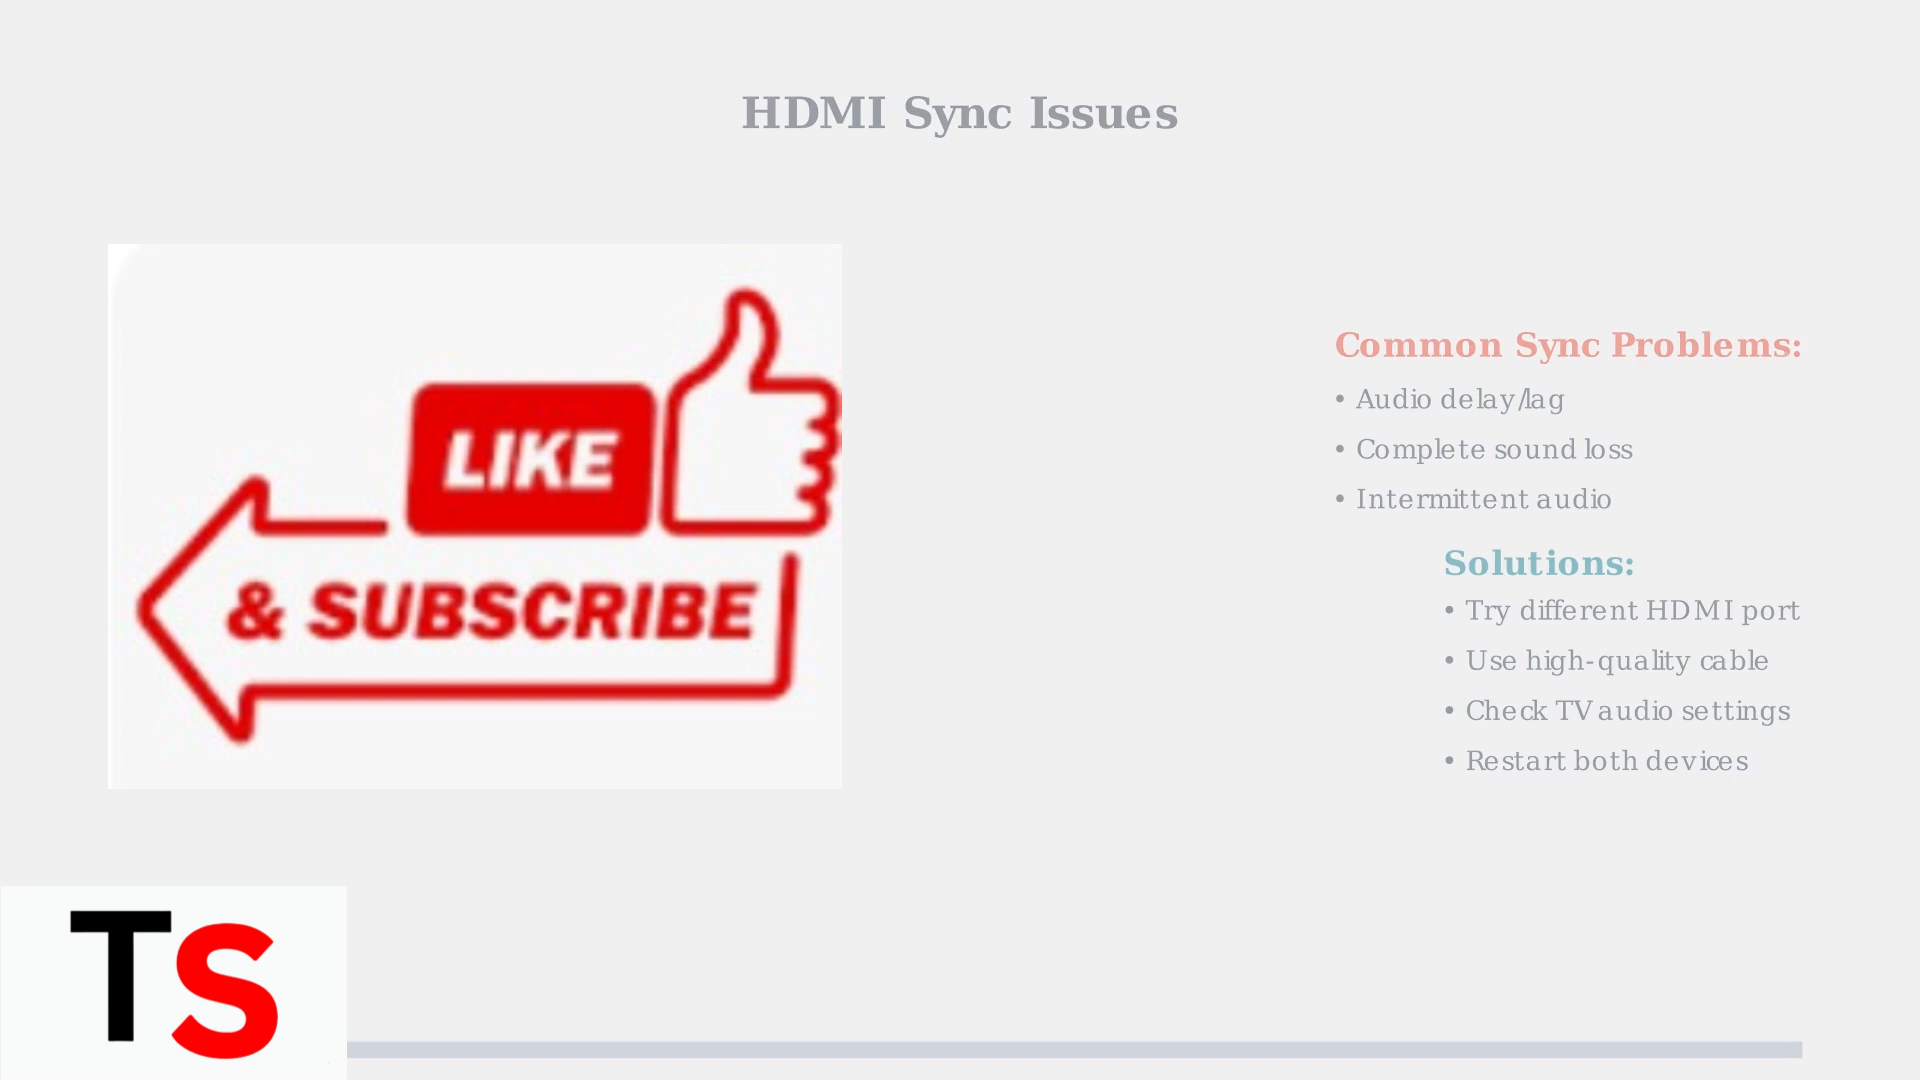 HDMI Sync Issues
LIKE
& SUBSCRIBE
Common Sync Problems:
• Audio delay/lag
• Complete sound loss
• Intermittent audio
Solutions:
• Try different HDMI port
• Use high-quality cable
• Check TV audio settings
• Restart both devices
TS